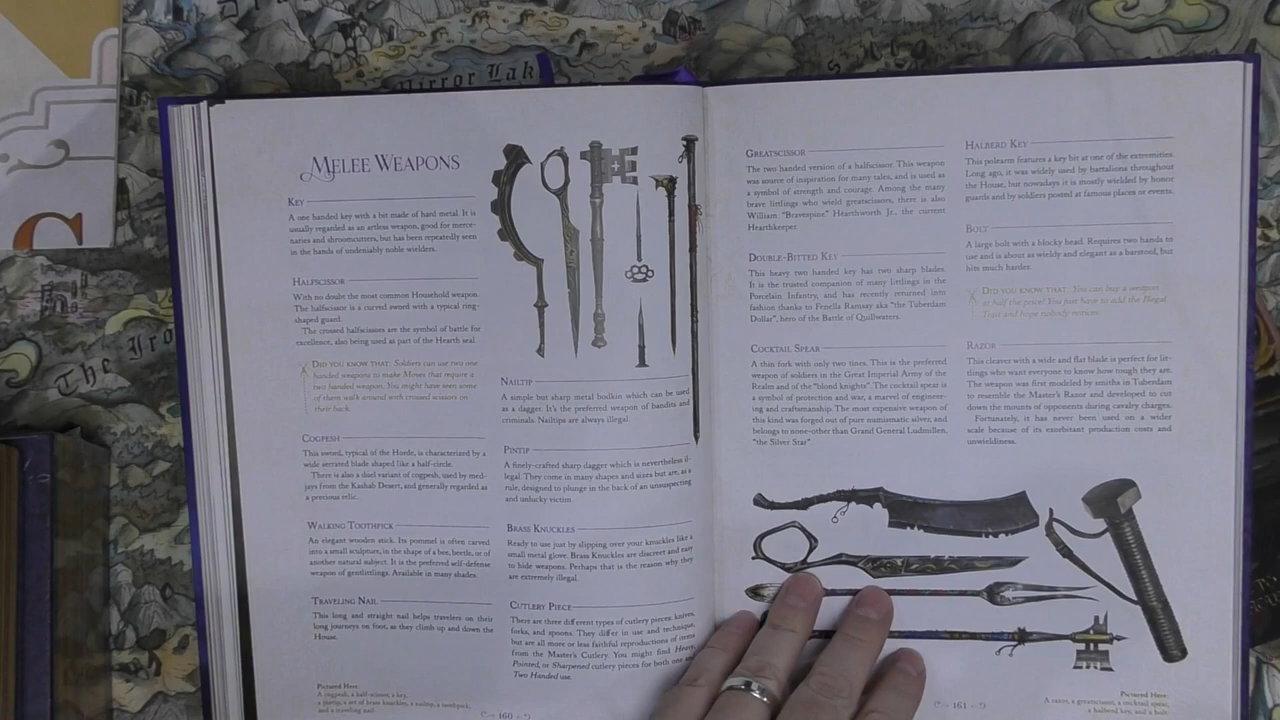 Mirror Lak
The Iro
C
MELEE WEAPONS
KEY
A one handed key with a bit made of hard metal. It is
usually regarded as an artless weapon, good for merce-
naries and shroomcutters, but has been repeatedly seen
in the hands of undeniably noble wielders.
HALFSCISSOR
With no doubt the most common Household weapon.
The halfscissor is a curved sword with a typical ring
shaped guard.
The crossed halfscissors are the symbol of battle for
excellence, also being used as part of the Hearth seal.
DID YOU KNOW THAT: Soldiers can use two one
handed weapons to make Moves that require a
two handed weapon. You might have seen some
of them walk around with crossed scissors on
their back.
COGPESH
This sword, typical of the Horde, is characterized by a
wide serrated blade shaped like a half-circle.
There is also a duel variant of cogpesh, used by med-
jays from the Kashab Desert, and generally regarded as
a precious relic.
WALKING TOOTHPICK
An elegant wooden stick. Its pommel is often carved
into a small sculpture, in the shape of a bee, beetle, or of
another natural subject. It is the preferred self-defense
weapon of gentlittlings. Available in many shades.
TRAVELING NAIL
This long and straight nail helps travelers on their
long journeys on foot, as they climb up and down the
House.
Pictured Here:
A cogpesh, a half-scissor, a key,
a pintip, a set of brass knuckles, a nailtip, a toothpick,
and a traveling nail.
NAILTIP
A simple but sharp metal bodkin which can be used
as a dagger. It's the preferred weapon of bandits and
criminals. Nailtips are always illegal.
PINTIP
A finely-crafted sharp dagger which is nevertheless il-
legal. They come in many shapes and sizes but are, as a
rule, designed to plunge in the back of an unsuspecting
and unlucky victim.
BRASS KNUCKLES
Ready to use just by slipping over your knuckles like a
small metal glove. Brass Knuckles are discreet and easy
to hide weapons. Perhaps that is the reason why they
are extremely illegal.
CUTLERY PIECE
There are three different types of cutlery pieces: knives,
forks, and spoons. They differ in use and technique,
but are all more or less faithful reproductions of items
from the Master's Cutlery. You might find Heavy,
Pointed, or Sharpened cutlery pieces for both one and
Two Handed use.
160
GREATSCISSOR
The two handed version of a halfscissor. This weapon
was source of inspiration for many tales, and is used as
a symbol of strength and courage. Among the many
brave littlings who wield greatscissors, there is also
William "Bravespine" Hearthworth Jr., the current
Hearthkeeper.
DOUBLE-BITTED KEY
This heavy two handed key has two sharp blades.
It is the trusted companion of many littlings in the
Porcelain Infantry, and has recently returned into
fashion thanks to Fenella Ramsay aka "the Tuberdam
Dollat", hero of the Battle of Quillwaters.
COCKTAIL SPEAR
A thin fork with only two tines. This is the preferred
weapon of soldiers in the Great Imperial Army of the
Realm and of the "blond knights". The cocktail spear is
a symbol of protection and war, a marvel of engineer-
ing and craftsmanship. The most expensive weapon of
this kind was forged out of pure numismatic silver, and
belongs to none-other than Grand General Ludmillen,
"the Silver Star".
HALBERD KEY
This polearm features a key bit at one of the extremities.
Long ago, it was widely used by battalions throughout
the House, but nowadays it is mostly wielded by honor
guards and by soldiers posted at famous places or events.
BOLT
A large bolt with a blocky head. Requires two hands to
use and is about as wieldy and elegant as a barstool, but
hits much harder.
DID YOU KNOW THAT: You can buy a weapon
at half the price! You just have to add the Illegal
Trait and hope nobody notices.
RAZOR
This cleaver with a wide and flat blade is perfect for lit-
tlings who want everyone to know how tough they are.
The weapon was first modeled by smiths in Tuberdam
to resemble the Master's Razor and developed to cut
down the mounts of opponents during cavalry charges.
Fortunately, it has never been used on a wider
scale because of its exorbitant production costs and
unwieldiness.
Pictured Here:
A razor, a greatscissor, a cocktail spear,
a halberd key, and a bolt.
161